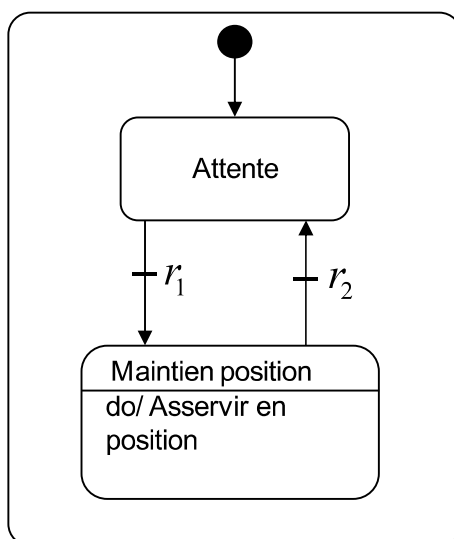 Attente
r₁
r₂
Maintien position
do/ Asservir en
position